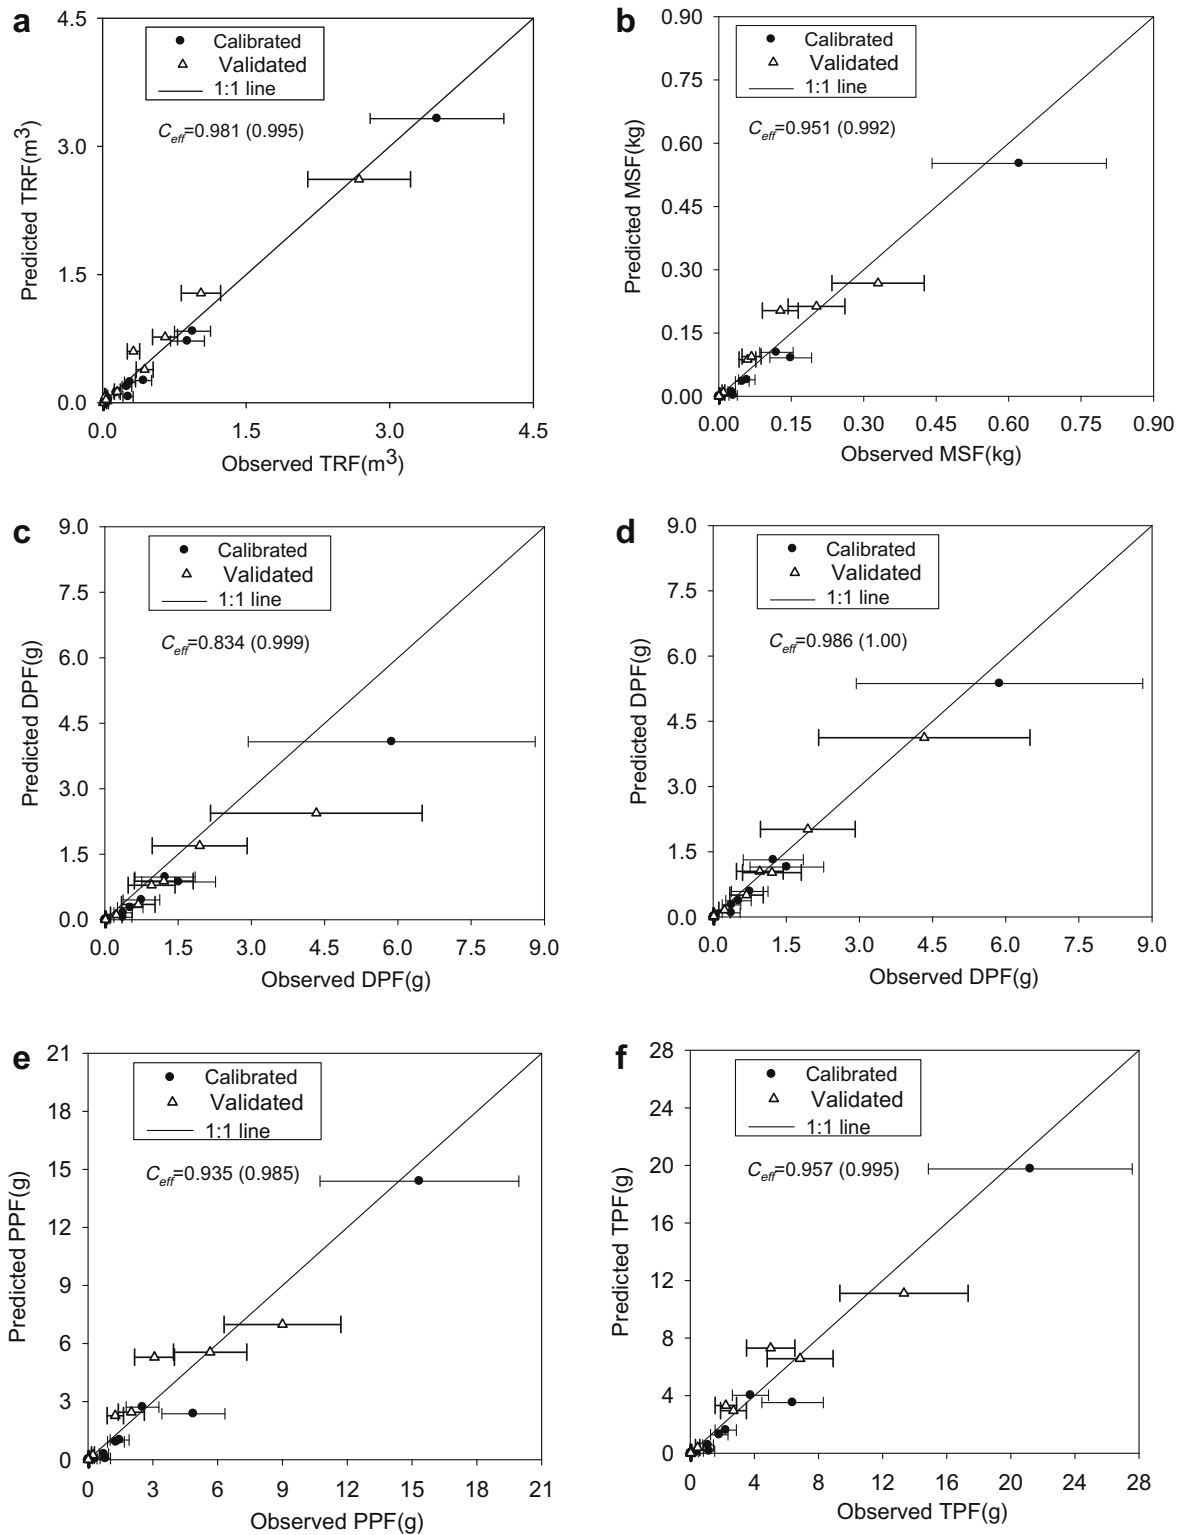 a
4.5
3.0
1.5
0.0
Predicted TRF(m3)
Calibrated
Validated
1:1 line
Ceff=0.981 (0.995)
0.0 1.5 3.0 4.5
Observed TRF(m3)
b
0.90
0.75
0.60
0.45
0.30
0.15
0.00
Predicted MSF(kg)
Calibrated
Validated
1:1 line
Ceff=0.951 (0.992)
0.00 0.15 0.30 0.45 0.60 0.75 0.90
Observed MSF(kg)
c
9.0
7.5
6.0
4.5
3.0
1.5
0.0
Predicted DPF(g)
Calibrated
Validated
1:1 line
Ceff=0.834 (0.999)
0.0 1.5 3.0 4.5 6.0 7.5 9.0
Observed DPF(g)
d
9.0
7.5
6.0
4.5
3.0
1.5
0.0
Predicted DPF(g)
Calibrated
Validated
1:1 line
Ceff=0.986 (1.00)
0.0 1.5 3.0 4.5 6.0 7.5 9.0
Observed DPF(g)
e
21
18
15
12
9
6
3
0
Predicted PPF(g)
Calibrated
Validated
1:1 line
Ceff=0.935 (0.985)
0 3 6 9 12 15 18 21
Observed PPF(g)
f
28
24
20
16
12
8
4
0
Predicted TPF(g)
Calibrated
Validated
1:1 line
Ceff=0.957 (0.995)
0 4 8 12 16 20 24 28
Observed TPF(g)